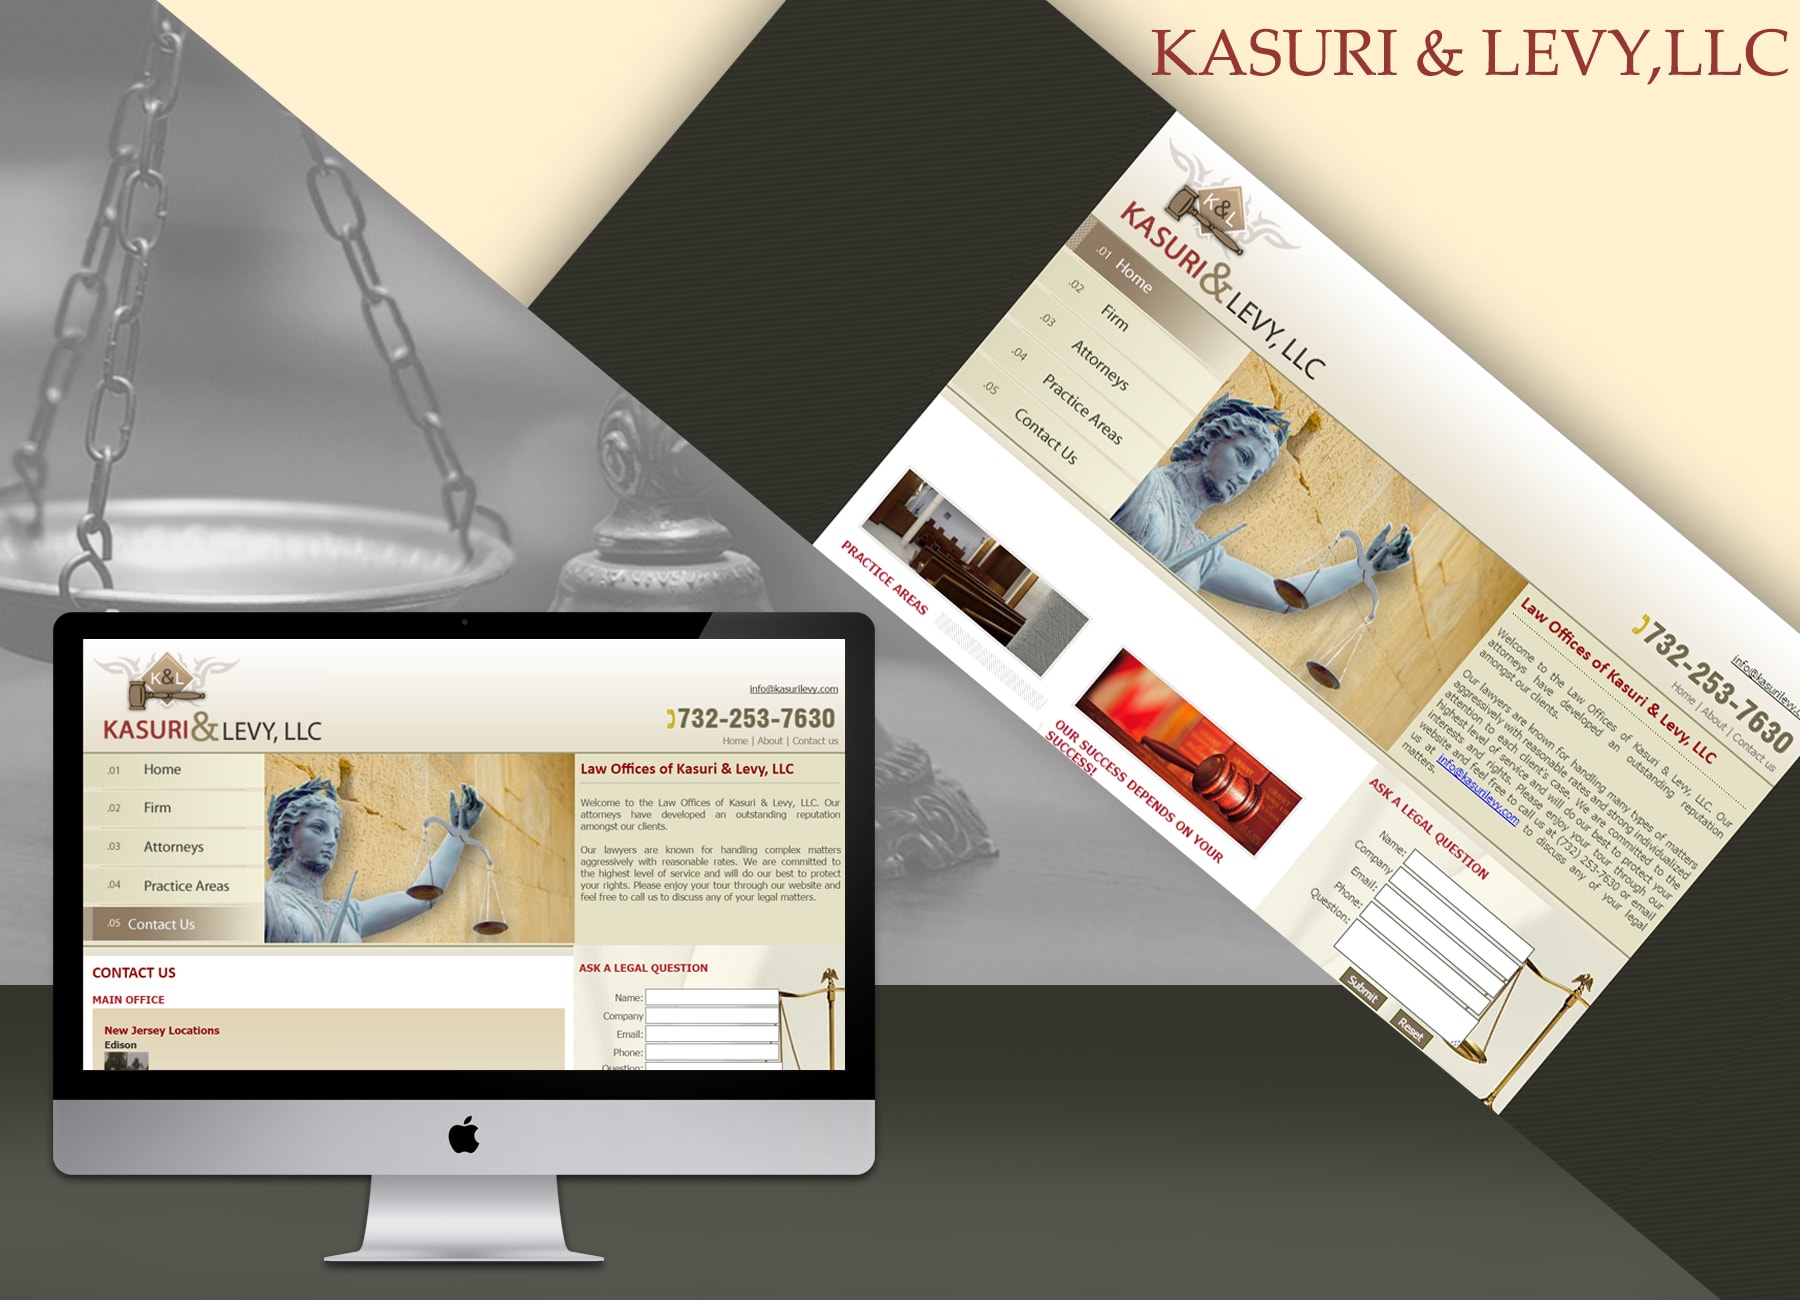 KASURI & LEVY,LLC
K&L
KASURI & LEVY, LLC
.01 Home
.02 Firm
.03 Attorneys
.04 Practice Areas
.05 Contact Us
info@kasurilevy.c
732-253-7630
Home | About | Contact us
Law Offices of Kasuri & Levy, LLC
Welcome to the Law Offices of Kasuri & Levy, LLC. Our
attorneys have developed an outstanding reputation
amongst our clients.
Our lawyers are known for handling many types of matters
aggressively with reasonable rates and strong individualized
attention to each client's case. We are committed to the
highest level of service and will do our best to protect your
interests and rights. Please enjoy your tour through our
website and feel free to call us at (732) 253-7630 or email
us at info@kasurilevy.com to discuss any of your legal
matters.
PRACTICE AREAS
OUR SUCCESS DEPENDS ON YOUR
SUCCESS!
ASK A LEGAL QUESTION
Name:
Company
Email:
Phone:
Question:
Submit
Reset
K&L
KASURI & LEVY, LLC
info@kasurilevy.com
732-253-7630
Home | About | Contact us
.01 Home
.02 Firm
.03 Attorneys
.04 Practice Areas
.05 Contact Us
Law Offices of Kasuri & Levy, LLC
Welcome to the Law Offices of Kasuri & Levy, LLC. Our
attorneys have developed an outstanding reputation
amongst our clients.
Our lawyers are known for handling complex matters
aggressively with reasonable rates. We are committed to
the highest level of service and will do our best to protect
your rights. Please enjoy your tour through our website and
feel free to call us to discuss any of your legal matters.
CONTACT US
MAIN OFFICE
New Jersey Locations
Edison
ASK A LEGAL QUESTION
Name:
Company
Email:
Phone:
Question: